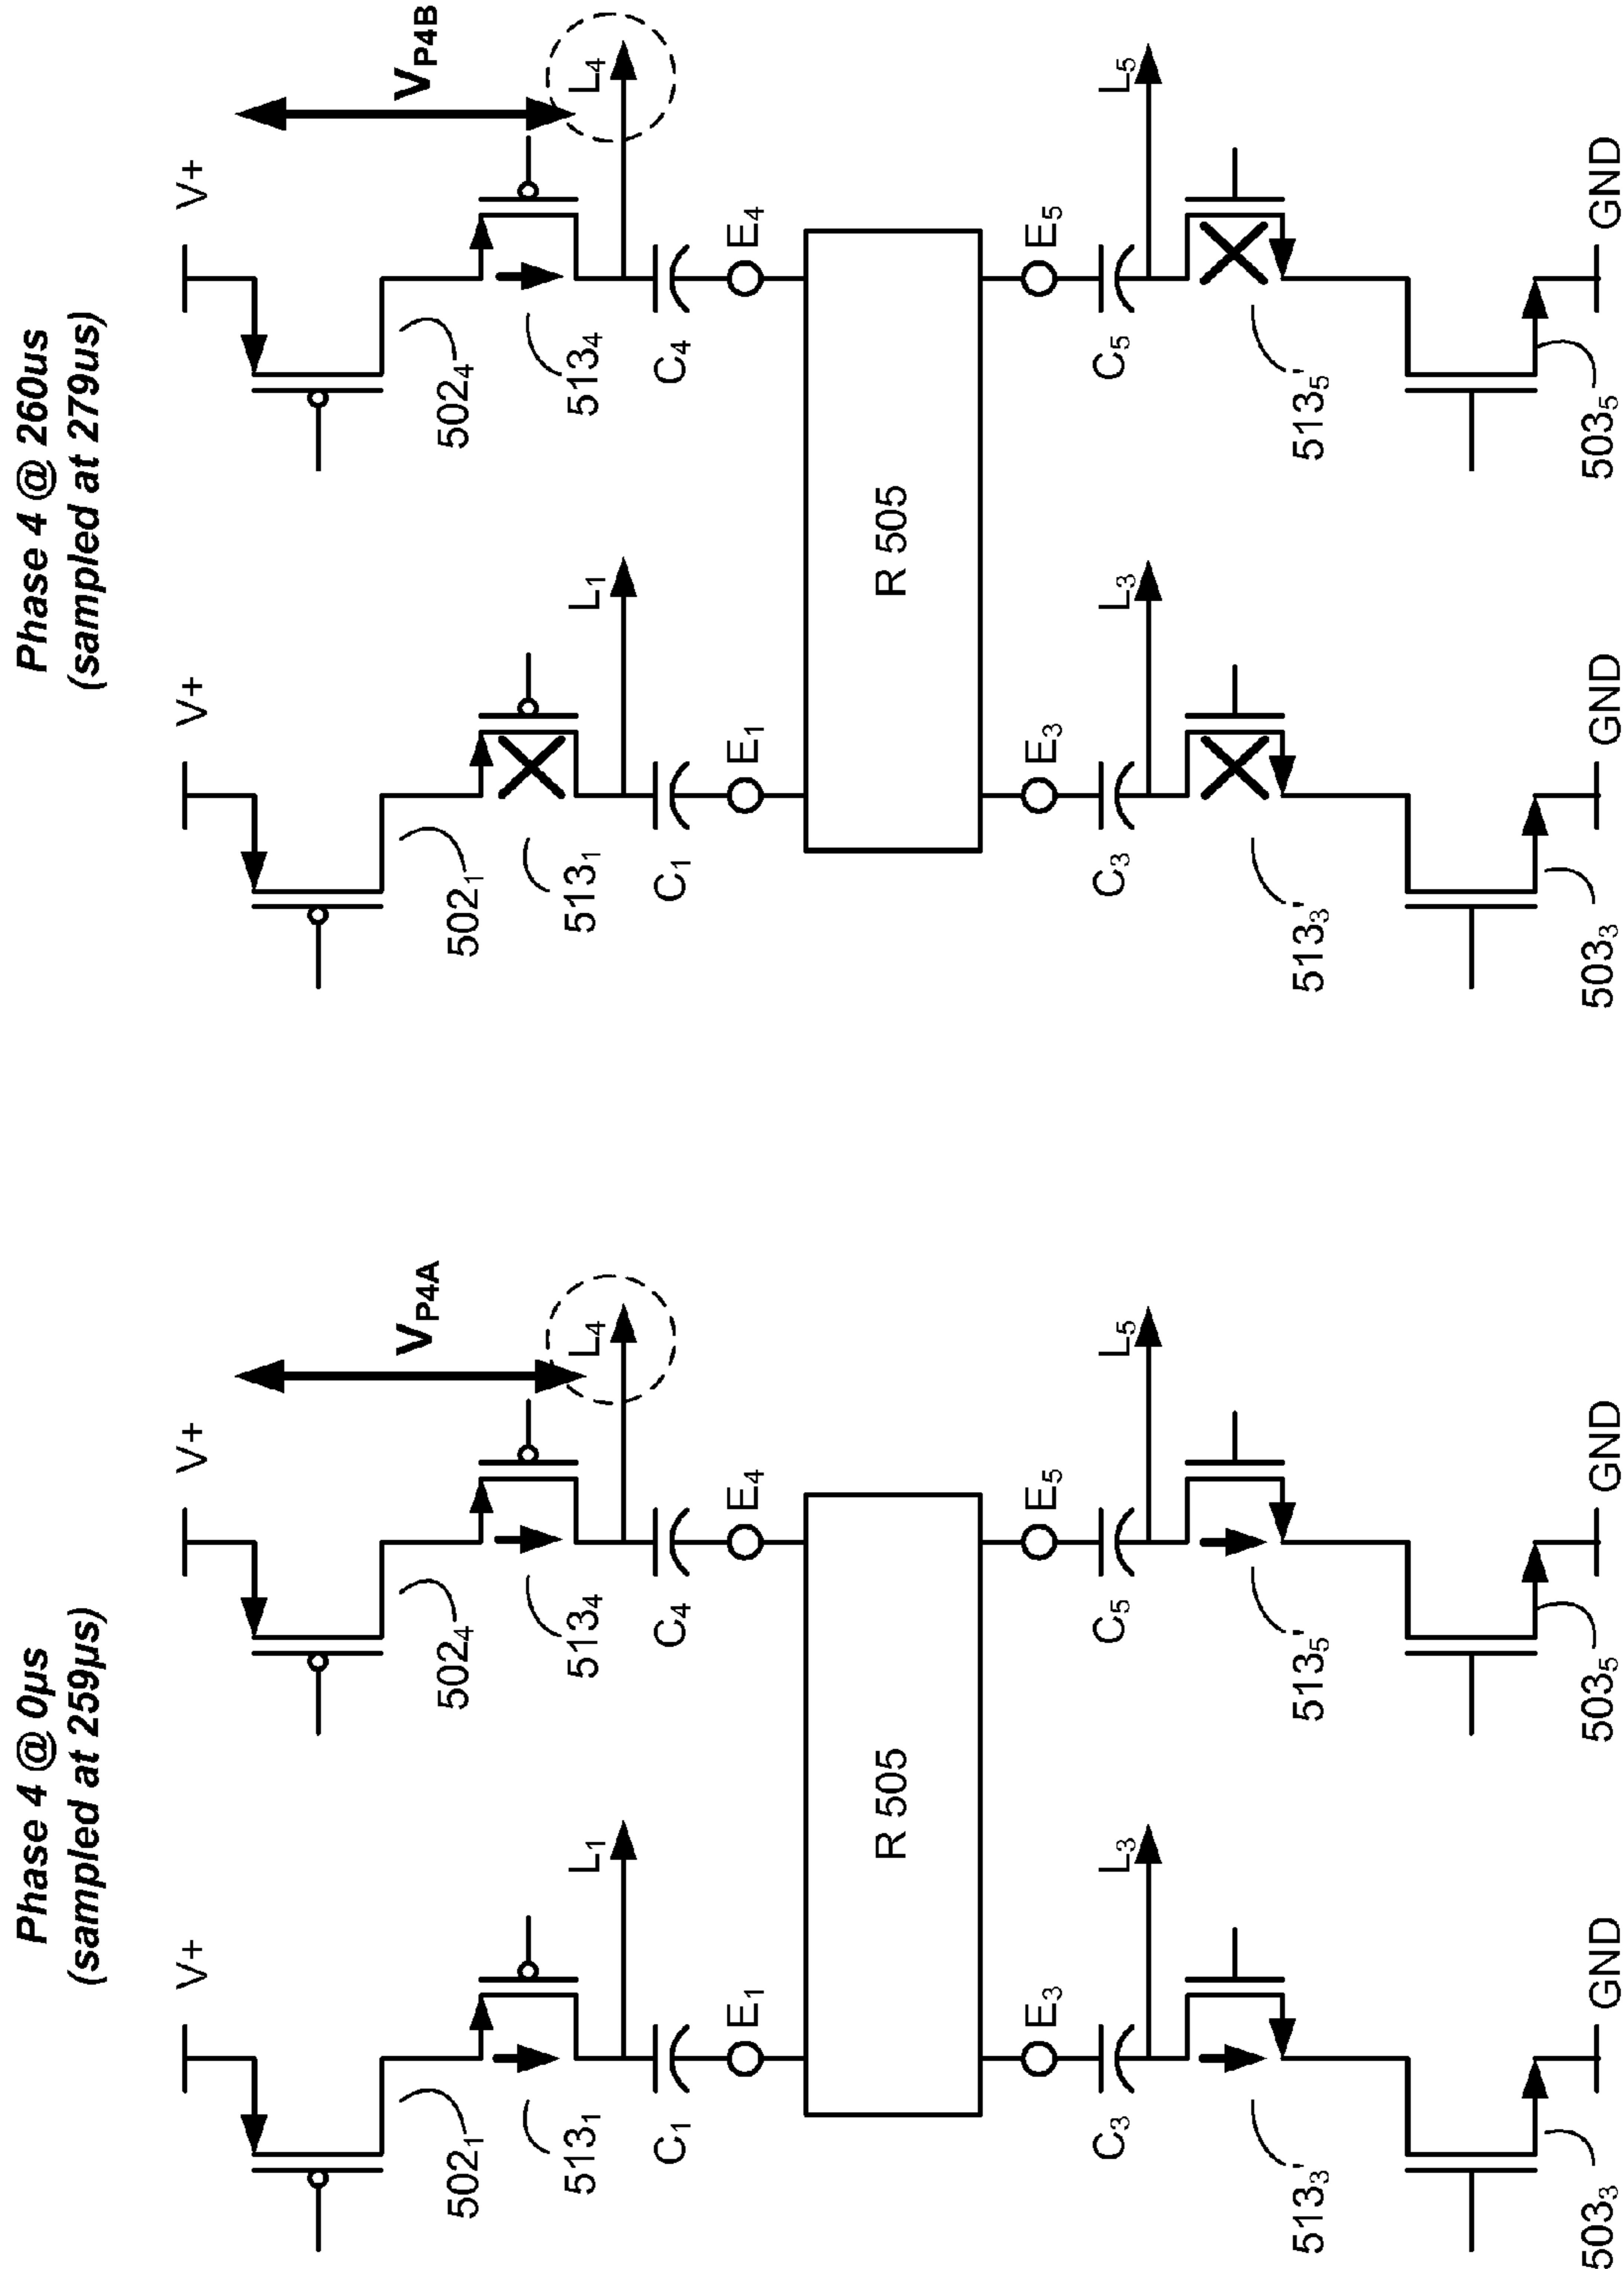 Phase 4 @ 0µs
(sampled at 259µs)
V+
V+
V_P4A
502₁
502₄
513₁
513₄
L₁
L₄
C₁
C₄
E₁
E₄
R 505
E₃
E₅
C₃
C₅
L₃
L₅
513₃'
513₅'
503₃
GND
503₅
GND
Phase 4 @ 260us
(sampled at 279us)
V+
V+
V_P4B
502₁
502₄
513₁
513₄
L₁
L₄
C₁
C₄
E₁
E₄
R 505
E₃
E₅
C₃
C₅
L₃
L₅
513₃'
513₅'
503₃
GND
503₅
GND